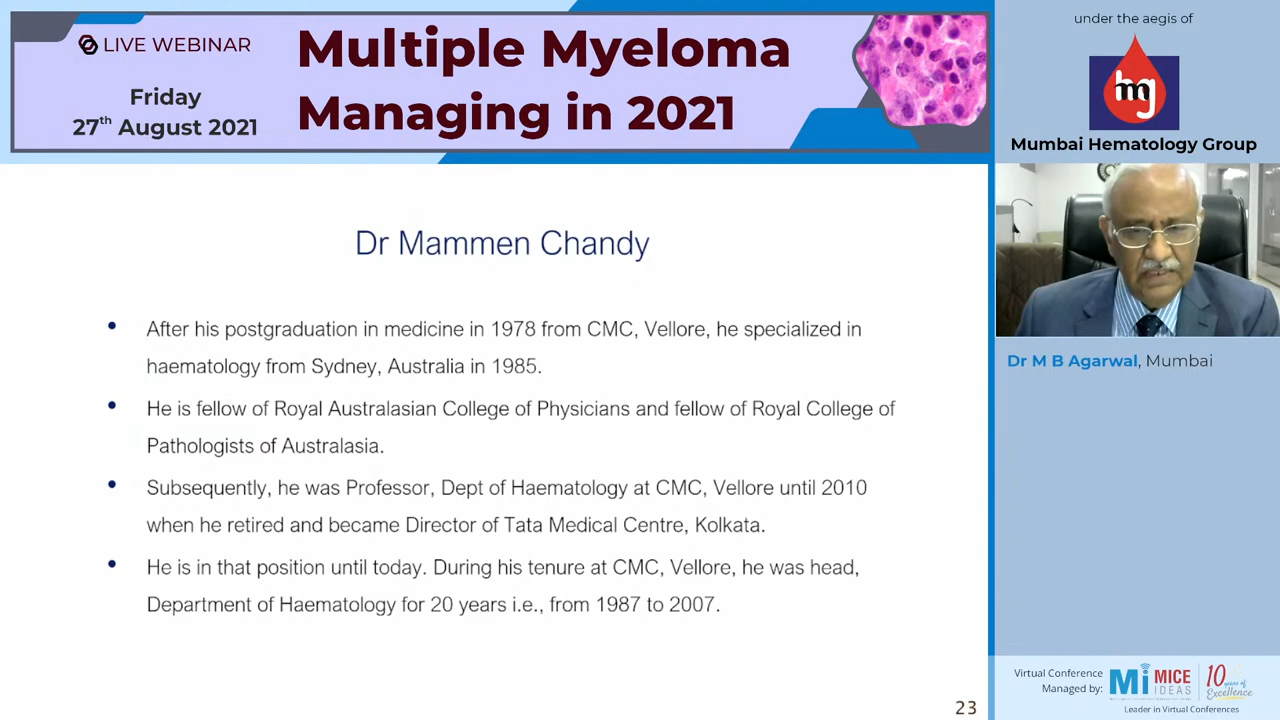 LIVE WEBINAR
Friday
27th August 2021
Multiple Myeloma
Managing in 2021
under the aegis of
hmg
Mumbai Hematology Group
Dr M B Agarwal, Mumbai
Dr Mammen Chandy
• After his postgraduation in medicine in 1978 from CMC, Vellore, he specialized in
haematology from Sydney, Australia in 1985.
• He is fellow of Royal Australasian College of Physicians and fellow of Royal College of
Pathologists of Australasia.
• Subsequently, he was Professor, Dept of Haematology at CMC, Vellore until 2010
when he retired and became Director of Tata Medical Centre, Kolkata.
• He is in that position until today. During his tenure at CMC, Vellore, he was head,
Department of Haematology for 20 years i.e., from 1987 to 2007.
23
Virtual Conference
Managed by:
Mi MICE
IDEAS
10 years of
Excellence
Leader in Virtual Conferences